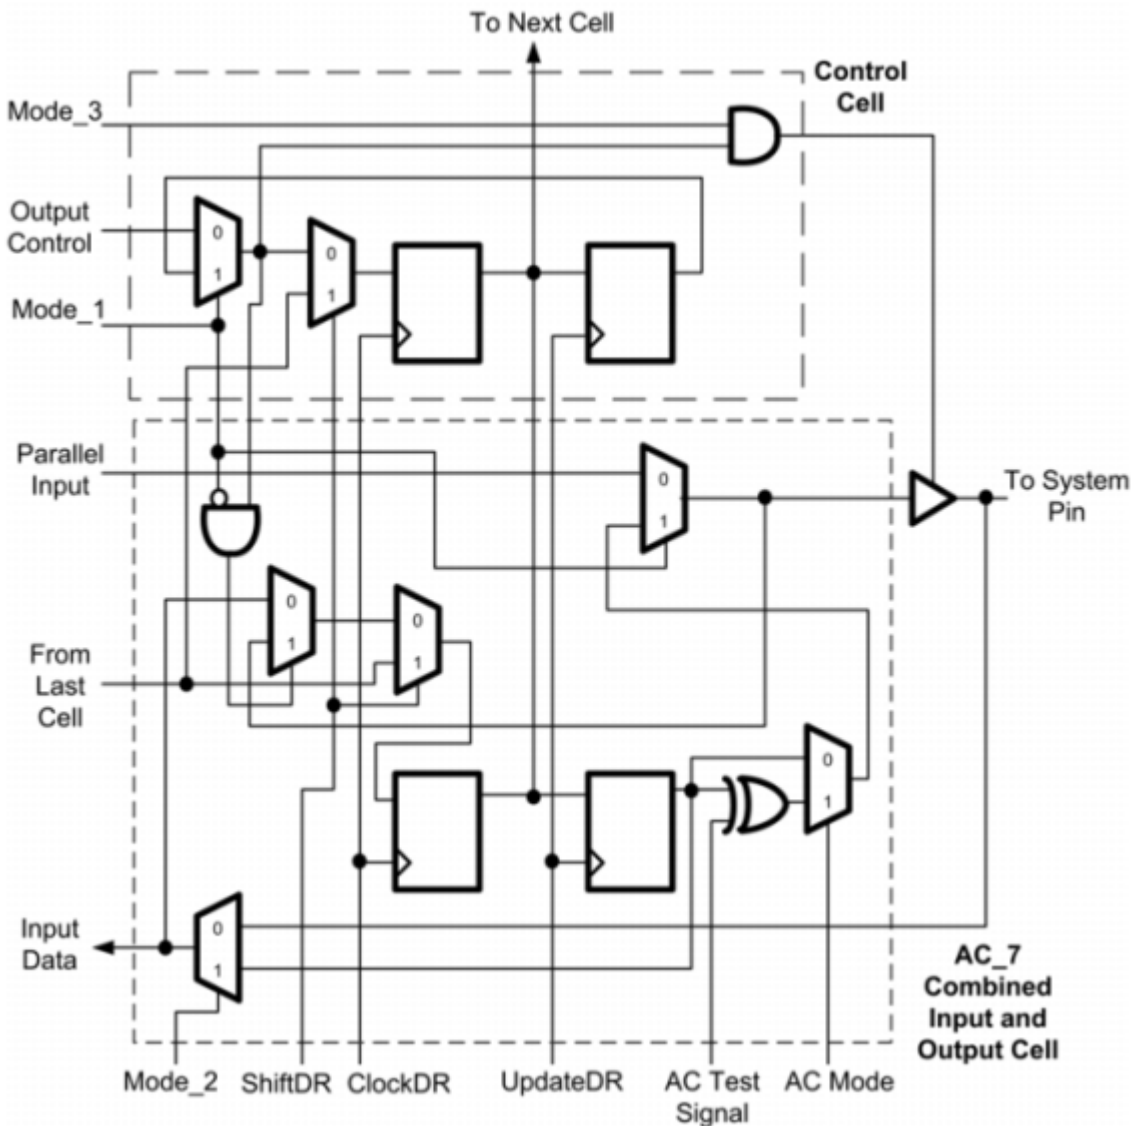 To Next Cell
Control
Cell
Mode_3
Output
Control
0
1
0
1
Mode_1
Parallel
Input
0
1
To System
Pin
0
1
0
1
From
Last
Cell
0
1
Input
Data
0
1
AC_7
Combined
Input and
Output Cell
Mode_2
ShiftDR
ClockDR
UpdateDR
AC Test
Signal
AC Mode